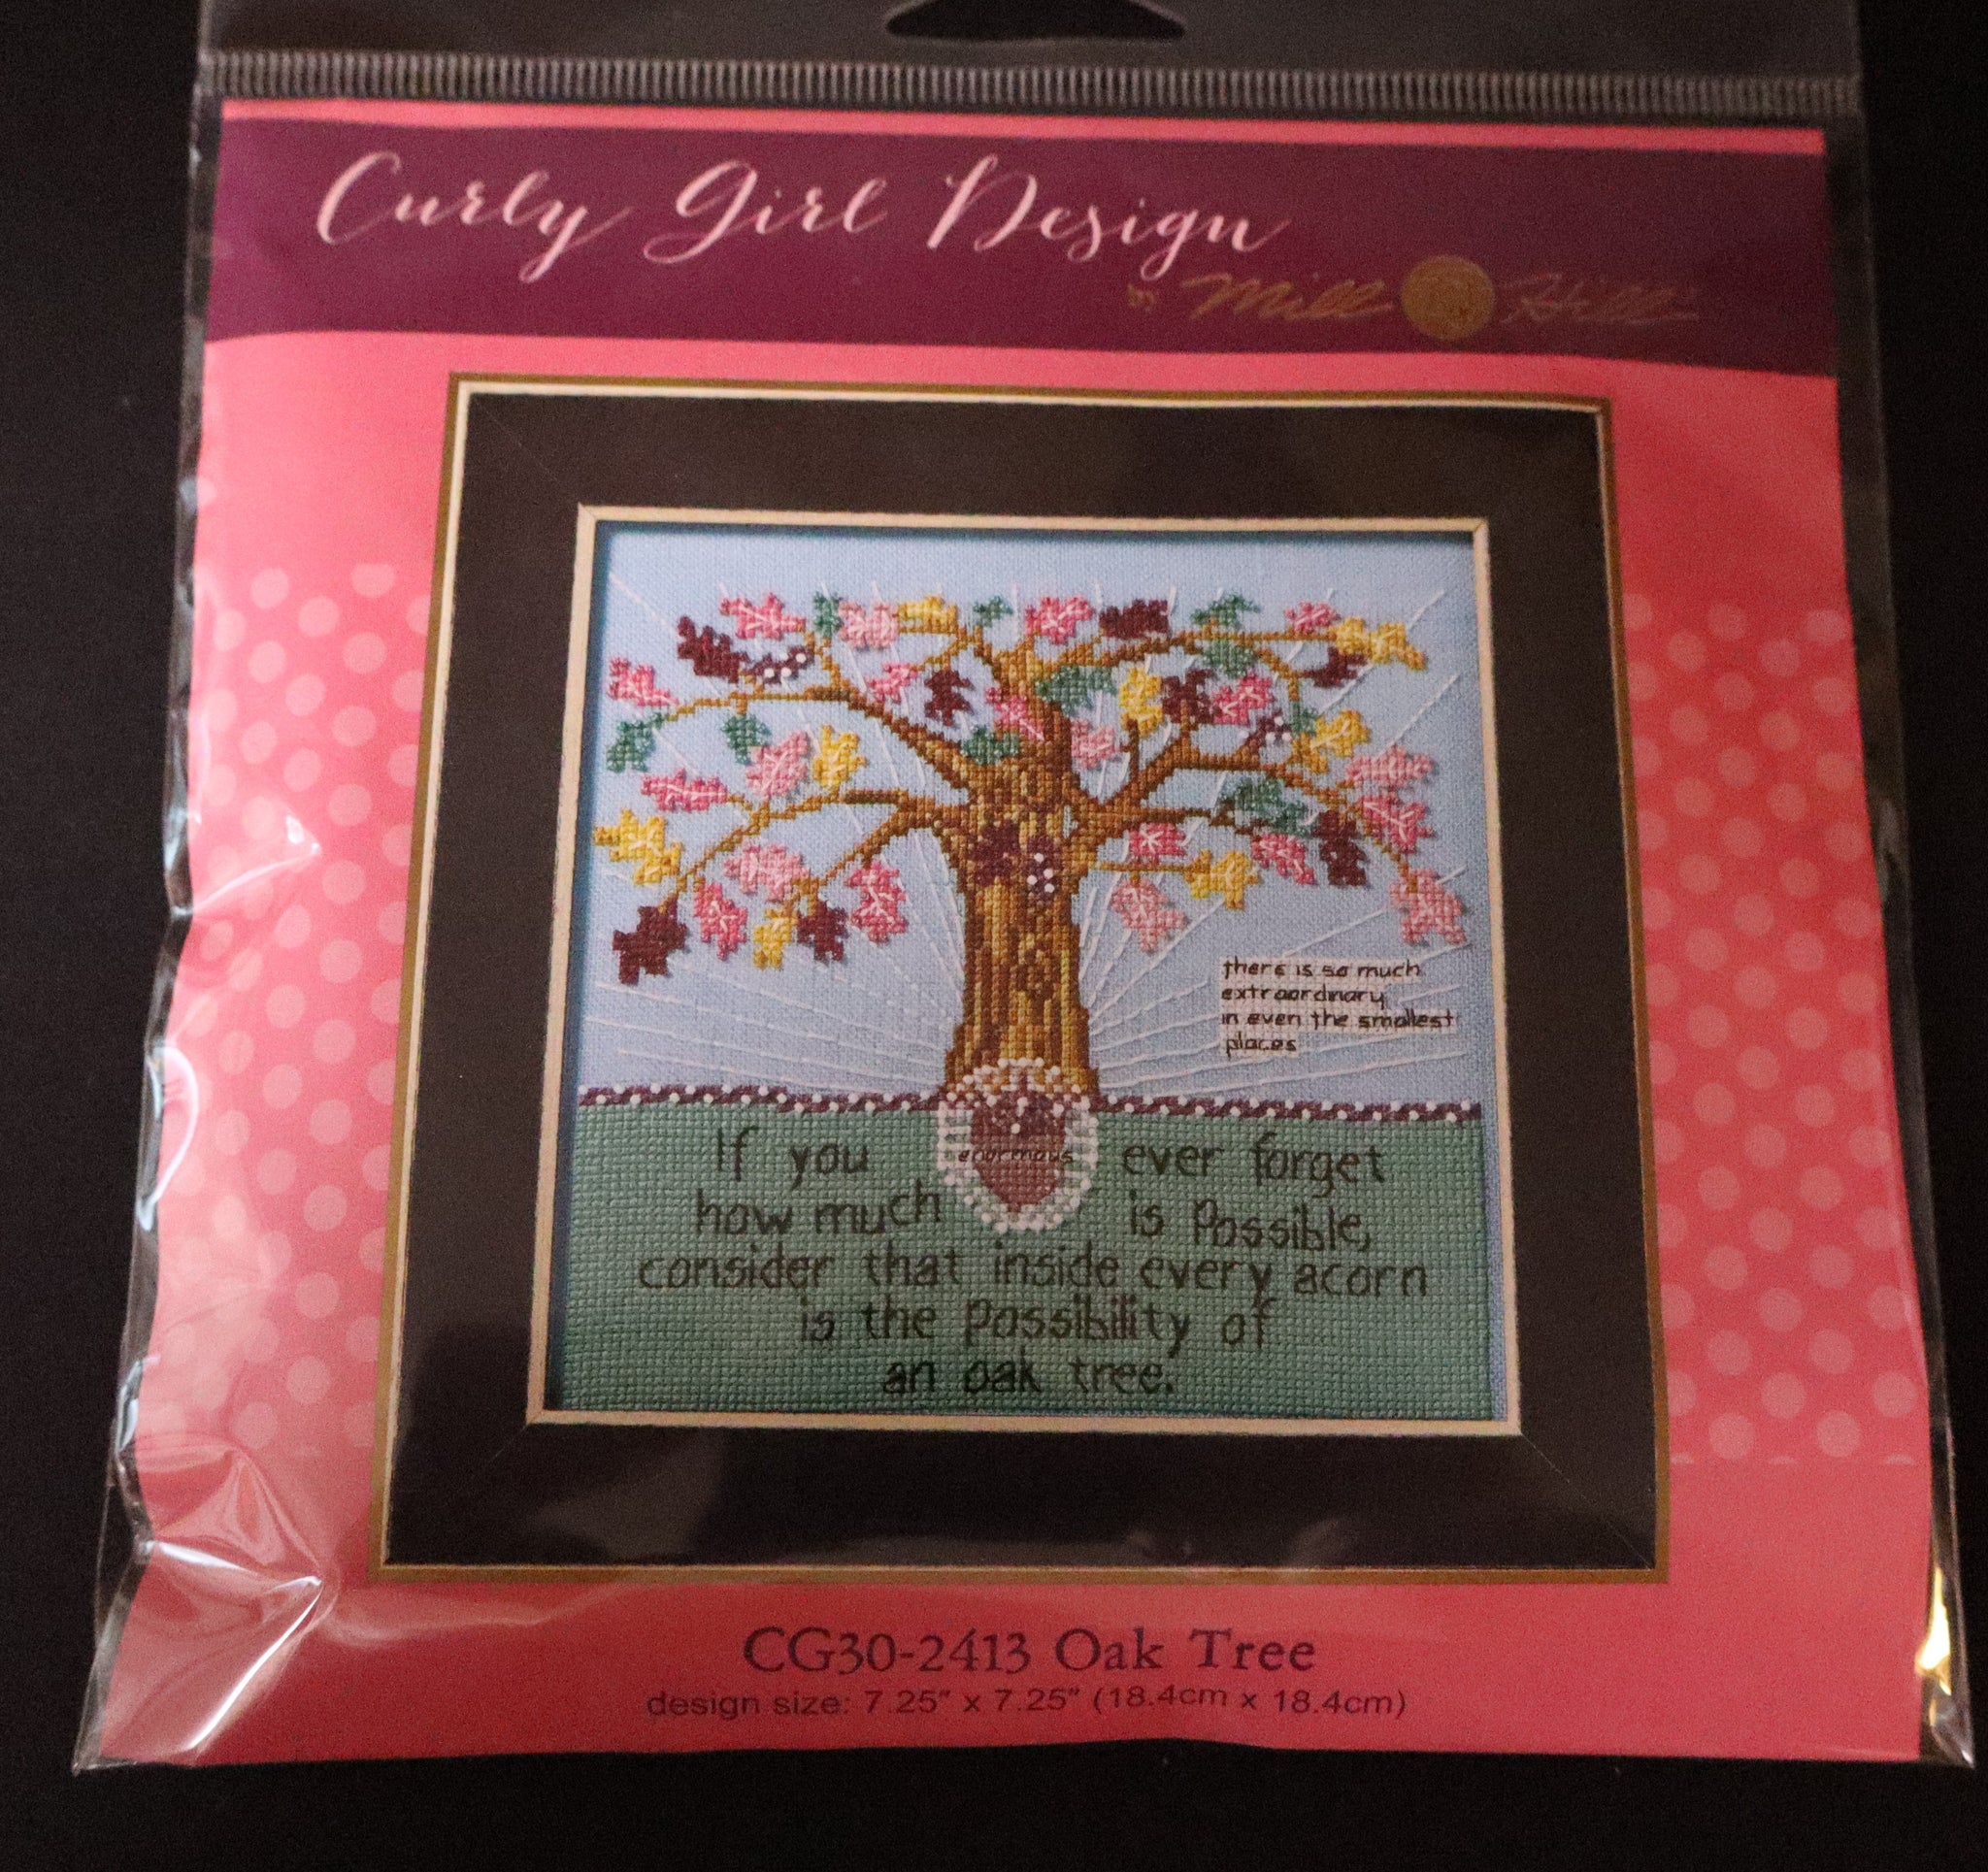 Curly Girl Design
by Mill Hill®
there is so much
extraordinary
in even the smallest
places
If you enormous ever forget
how much is Possible,
consider that inside every acorn
is the Possibility of
an oak tree.
CG30-2413 Oak Tree
design size: 7.25" x 7.25" (18.4cm x 18.4cm)